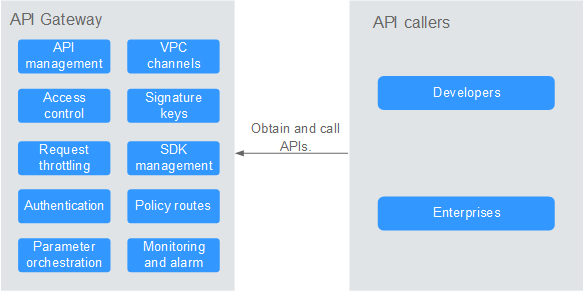 API Gateway
API
management
VPC
channels
Access
control
Signature
keys
Request
throttling
SDK
management
Authentication
Policy routes
Parameter
orchestration
Monitoring
and alarm
Obtain and call
APIs.
API callers
Developers
Enterprises